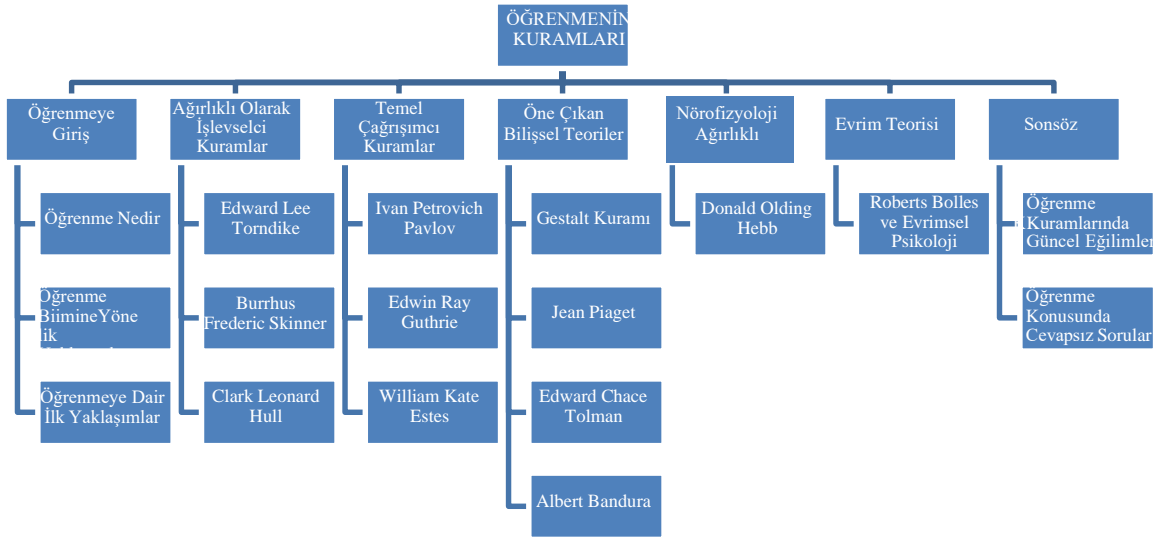 ÖĞRENMENİN
KURAMLARI
Öğrenmeye
Giriş
Öğrenme Nedir
Öğrenme
BiimineYöne
lik
Öğrenmeye Dair
İlk Yaklaşımlar
Ağırlıklı Olarak
İşlevselci
Kuramlar
Edward Lee
Torndike
Burrhus
Frederic Skinner
Clark Leonard
Hull
Temel
Çağrışımcı
Kuramlar
Ivan Petrovich
Pavlov
Edwin Ray
Guthrie
William Kate
Estes
Öne Çıkan
Bilişsel Teoriler
Gestalt Kuramı
Jean Piaget
Edward Chace
Tolman
Albert Bandura
Nörofizyoloji
Ağırlıklı
Donald Olding
Hebb
Evrim Teorisi
Roberts Bolles
ve Evrimsel
Psikoloji
Sonsöz
Öğrenme
Kuramlarında
Güncel Eğilimler
Öğrenme
Konusunda
Cevapsız Sorular